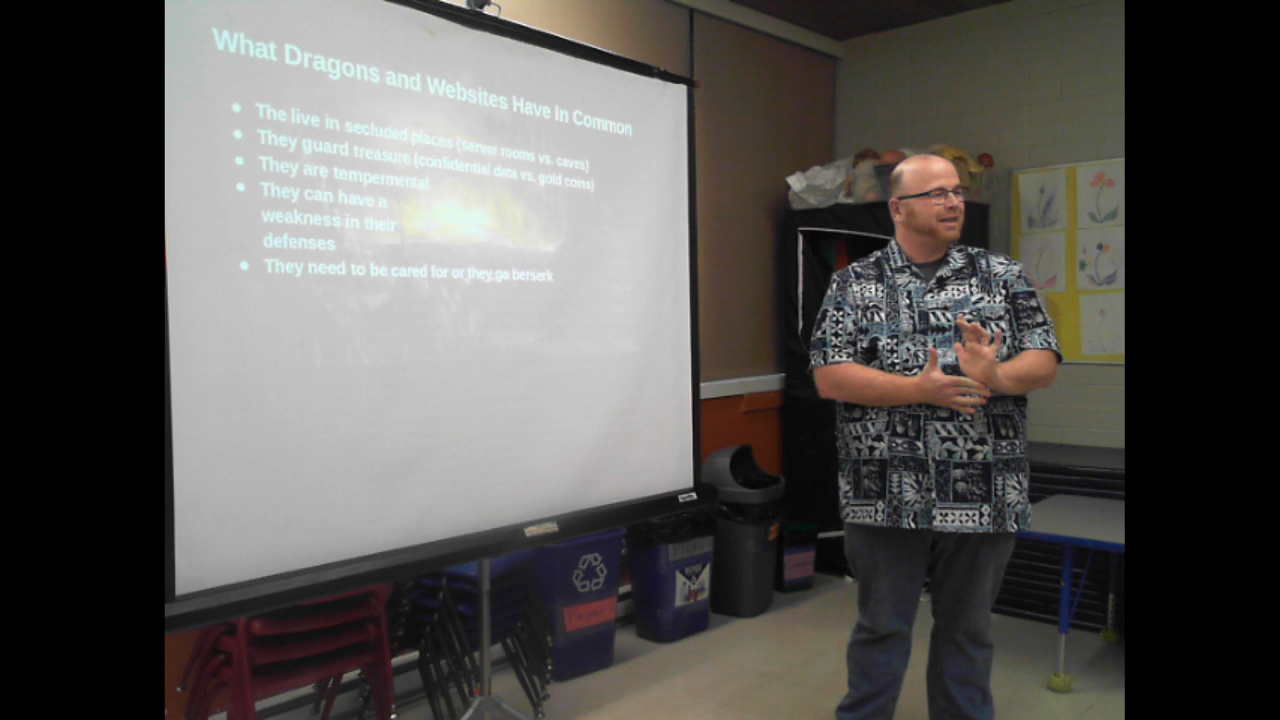 What Dragons and Websites Have In Common
The live in secluded places (server rooms vs. caves)
They guard treasure (confidential data vs. gold coins)
They are tempermental
They can have a
weakness in their
defenses
They need to be cared for or they go berserk